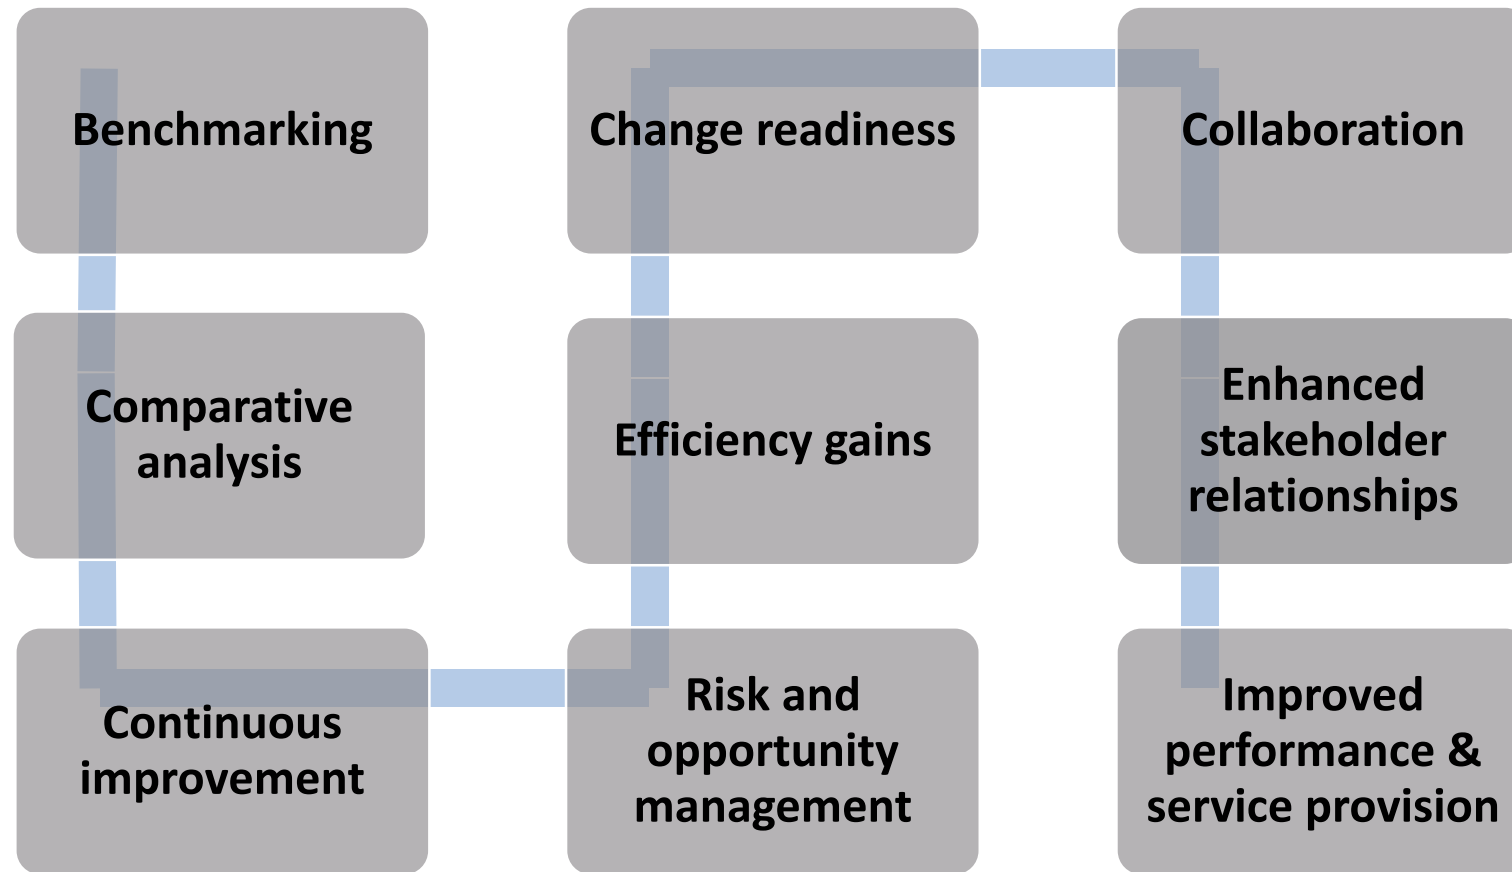 Benchmarking
Comparative
analysis
Continuous
improvement
Risk and
opportunity
management
Efficiency gains
Change readiness
Collaboration
Enhanced
stakeholder
relationships
Improved
performance &
service provision